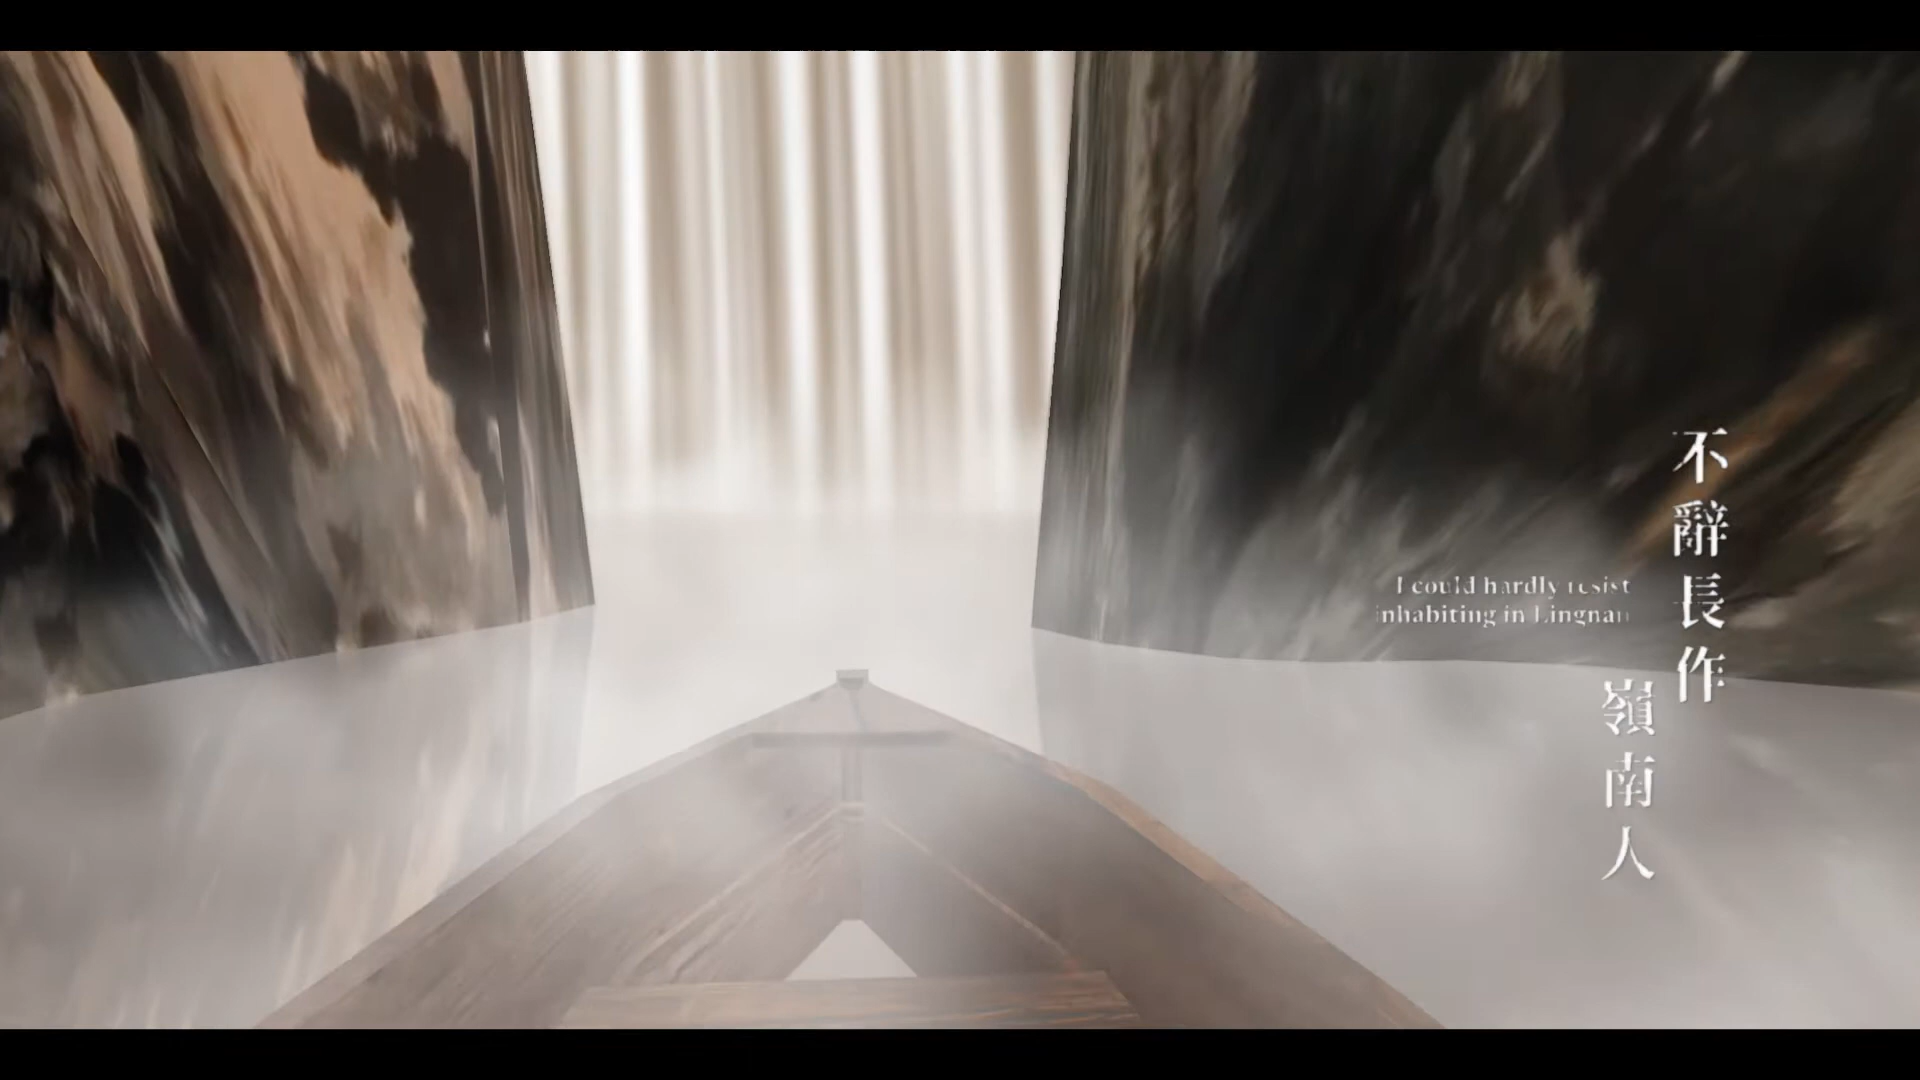 不辭長作
嶺南人
I could hardly resist
inhabiting in Lingnan